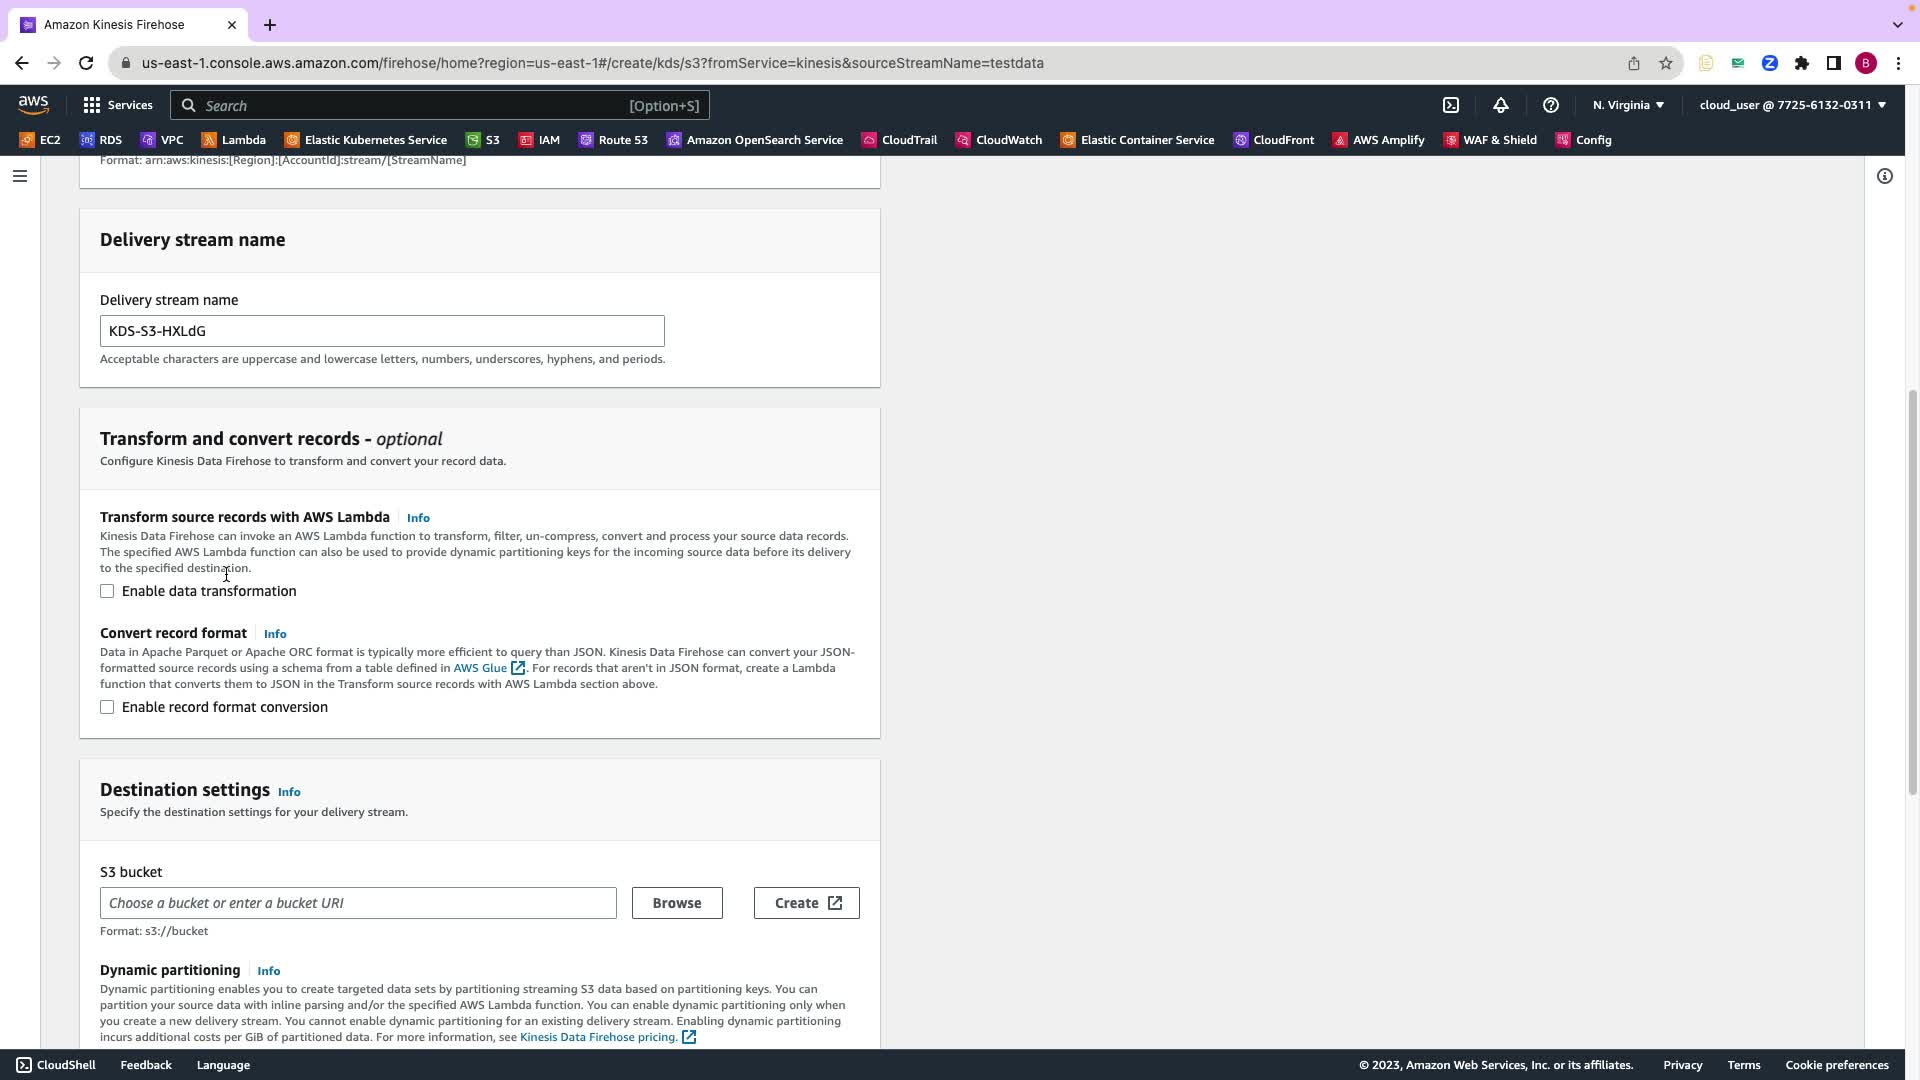 Amazon Kinesis Firehose
us-east-1.console.aws.amazon.com/firehose/home?region=us-east-1#/create/kds/s3?fromService=kinesis&sourceStreamName=testdata
B
aws
Services
Search
[Option+S]
N. Virginia
cloud_user @ 7725-6132-0311
EC2
RDS
VPC
Lambda
Elastic Kubernetes Service
S3
IAM
Route 53
Amazon OpenSearch Service
CloudTrail
CloudWatch
Elastic Container Service
CloudFront
AWS Amplify
WAF & Shield
Config
Format: arn:aws:kinesis:[Region]:[AccountId]:stream/[StreamName]
Delivery stream name
Delivery stream name
KDS-S3-HXLdG
Acceptable characters are uppercase and lowercase letters, numbers, underscores, hyphens, and periods.
Transform and convert records - optional
Configure Kinesis Data Firehose to transform and convert your record data.
Transform source records with AWS Lambda Info
Kinesis Data Firehose can invoke an AWS Lambda function to transform, filter, un-compress, convert and process your source data records.
The specified AWS Lambda function can also be used to provide dynamic partitioning keys for the incoming source data before its delivery
to the specified destination.
Enable data transformation
Convert record format Info
Data in Apache Parquet or Apache ORC format is typically more efficient to query than JSON. Kinesis Data Firehose can convert your JSON-
formatted source records using a schema from a table defined in AWS Glue. For records that aren't in JSON format, create a Lambda
function that converts them to JSON in the Transform source records with AWS Lambda section above.
Enable record format conversion
Destination settings Info
Specify the destination settings for your delivery stream.
S3 bucket
Choose a bucket or enter a bucket URI
Browse
Create
Format: s3://bucket
Dynamic partitioning Info
Dynamic partitioning enables you to create targeted data sets by partitioning streaming S3 data based on partitioning keys. You can
partition your source data with inline parsing and/or the specified AWS Lambda function. You can enable dynamic partitioning only when
you create a new delivery stream. You cannot enable dynamic partitioning for an existing delivery stream. Enabling dynamic partitioning
incurs additional costs per GiB of partitioned data. For more information, see Kinesis Data Firehose pricing.
CloudShell
Feedback
Language
© 2023, Amazon Web Services, Inc. or its affiliates.
Privacy
Terms
Cookie preferences